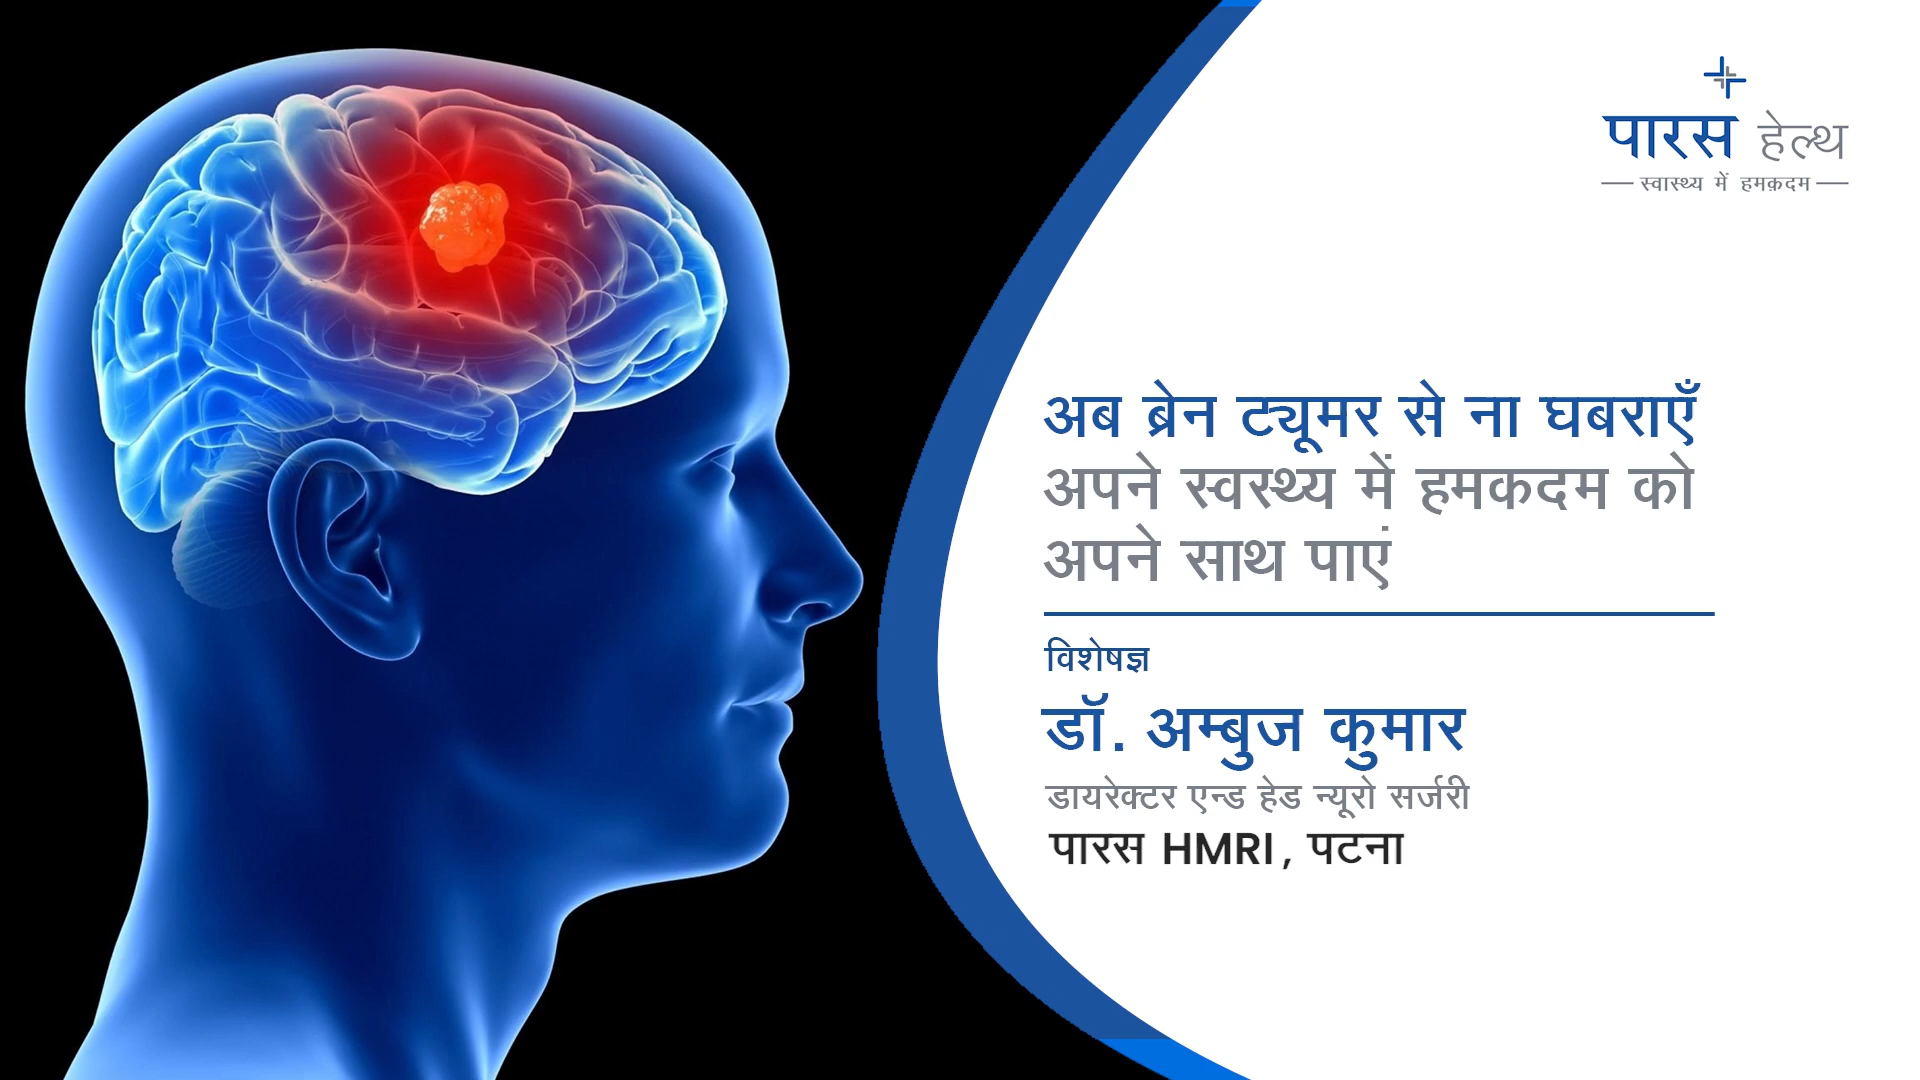 पारस हेल्थ
स्वास्थ्य में हमक़दम
अब ब्रेन ट्यूमर से ना घबराएँ
अपने स्वस्थ्य में हमकदम को
अपने साथ पाएं
विशेषज्ञ
डॉ. अम्बुज कुमार
डायरेक्टर एन्ड हेड न्यूरो सर्जरी
पारस HMRI, पटना